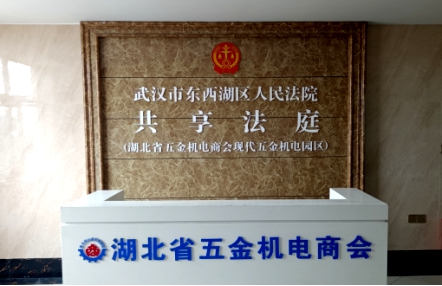 武汉市东西湖区人民法院
共享法庭
(湖北省五金机电商会现代五金机电园区)
湖北省五金机电商会